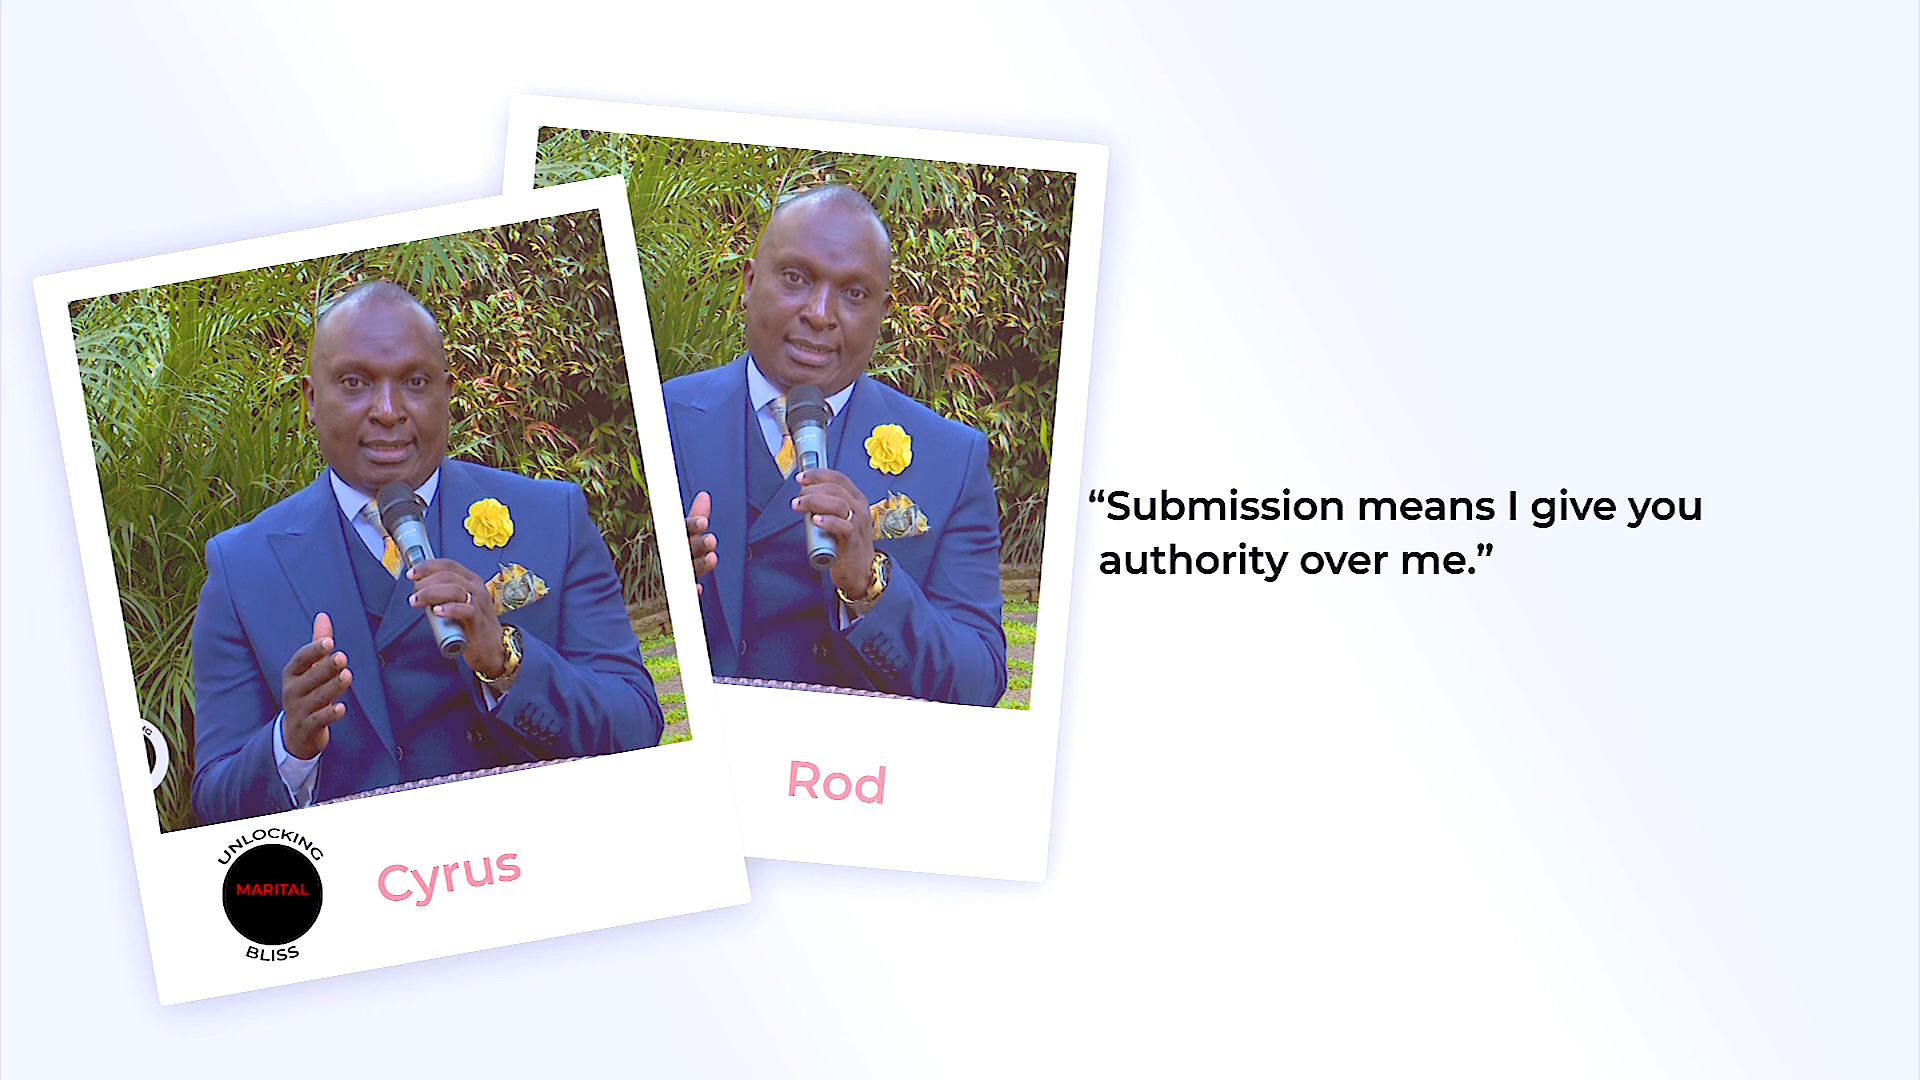 “Submission means I give you
authority over me.”
Rod
Cyrus
UNLOCKING
MARITAL
BLISS